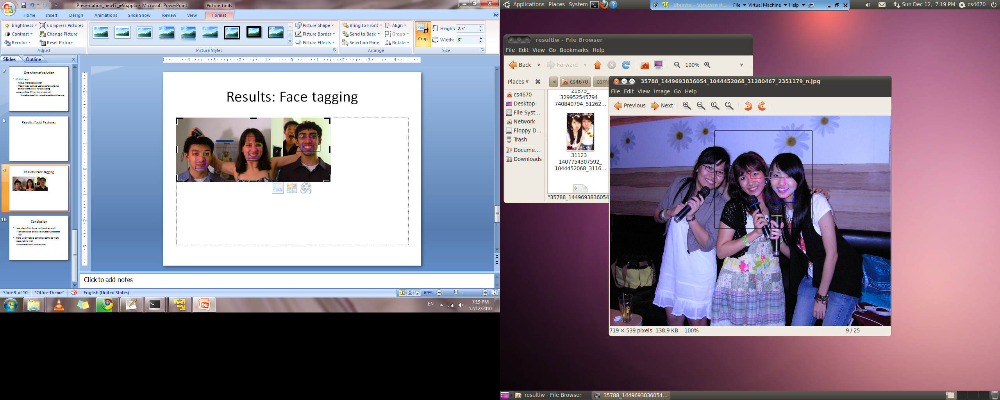 Presentation_heb47_je96.pptx - Microsoft PowerPoint
Picture Tools
Home Insert Design Animations Slide Show Review View Format
Brightness
Contrast
Recolor
Compress Pictures
Change Picture
Reset Picture
Adjust
Picture Styles
Picture Shape
Picture Border
Picture Effects
Bring to Front
Send to Back
Selection Pane
Align
Group
Rotate
Arrange
Crop
Height: 2.5"
Width: 6"
Size
Slides Outline
7
Overview of solution
Mobile app
Native Android application
Meant to be a simple user experience to get
photos to the server for processing
We got OpenCV running on Android!
8
Results: Facial Features
9
Results: Face tagging
10
Conclusion
Haar classifier does not work as well
Ratio of usable photos vs unusable photos too
high
KNN with voting scheme seems to work
reasonable well
Error rate better than random
Results: Face tagging
Click to add notes
Slide 9 of 10
"Office Theme"
English (United States)
69%
EN
7:19 PM
12/12/2010
Applications Places System
Ubuntu - VMware P...
File Virtual Machine Help
Sun Dec 12, 7:19 PM
cs4670
resultlw - File Browser
File Edit View Go Bookmarks Help
Back Forward 100%
Places
cs4670
corne
cs4670
Desktop
File Syst...
Network
Floppy D...
Trash
Docume...
Downloads
21875_
329952545794_
740840794_51262...
31123_
1407754307592_
1044452068_3116...
"35788_1449693836054
35788_1449693836054_1044452068_31280467_2351179_n.jpg
File Edit View Image Go Help
Previous Next
719 × 539 pixels 138.9 KB 100%
9 / 25
resultlw - File Browser
35788_1449693836054...